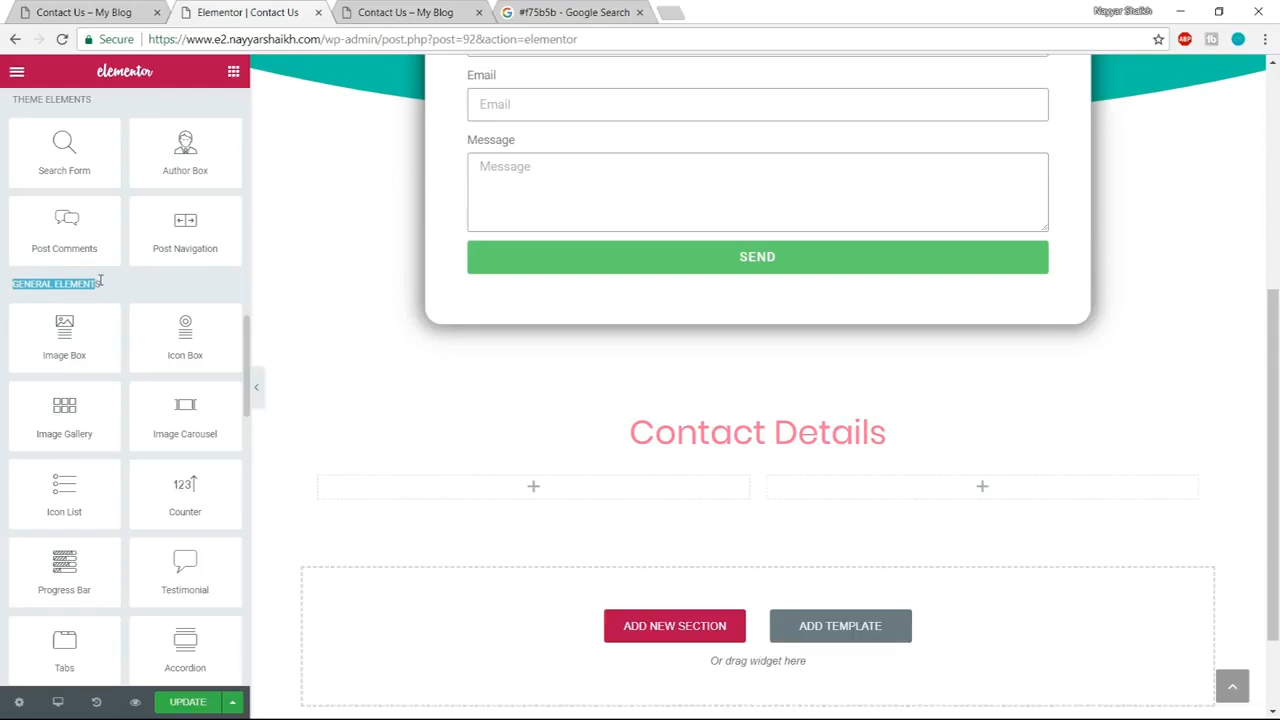 Contact Us – My Blog
Elementor | Contact Us
Contact Us – My Blog
#f75b5b - Google Search
Nayyar Shaikh
Secure
https://www.e2.nayyarshaikh.com/wp-admin/post.php?post=92&action=elementor
ABP
tb
elementor
THEME ELEMENTS
Search Form
Author Box
Post Comments
Post Navigation
GENERAL ELEMENTS
Image Box
Icon Box
Image Gallery
Image Carousel
Icon List
123
Counter
Progress Bar
Testimonial
Tabs
Accordion
UPDATE
Email
Email
Message
Message
SEND
Contact Details
ADD NEW SECTION
ADD TEMPLATE
Or drag widget here